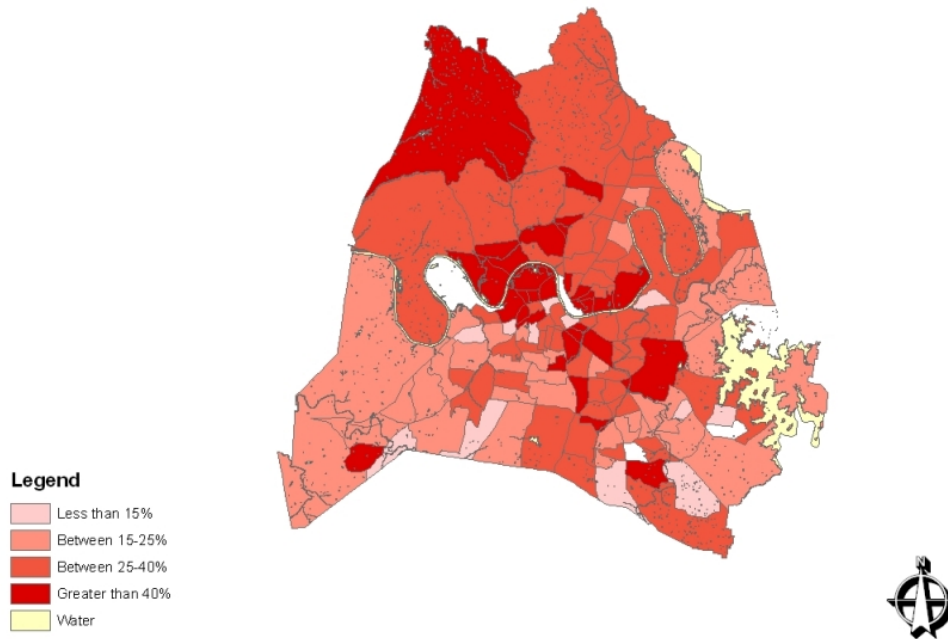 Legend
Less than 15%
Between 15-25%
Between 25-40%
Greater than 40%
Water
N